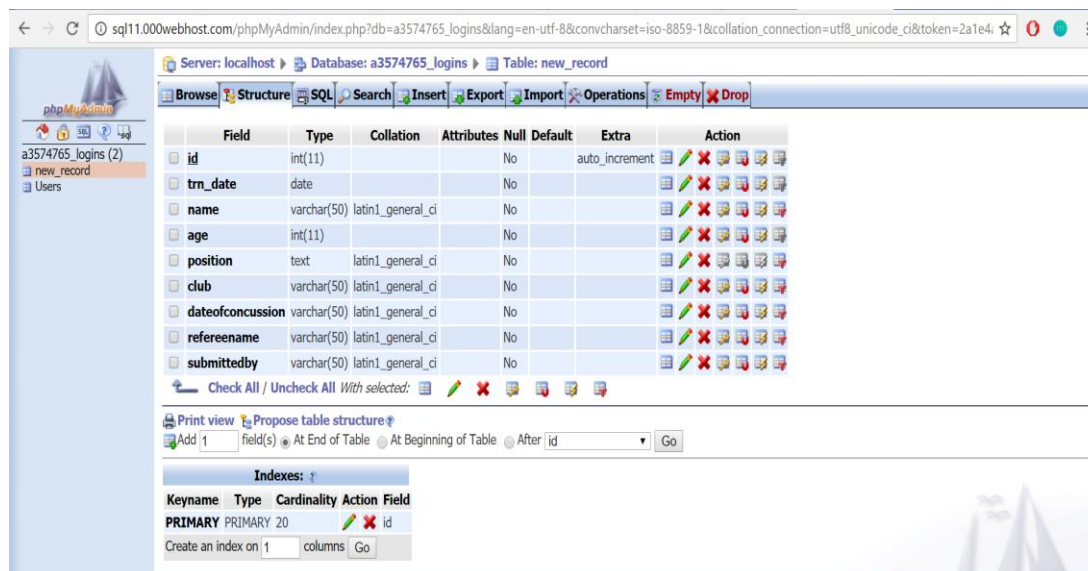 sql11.000webhost.com/phpMyAdmin/index.php?db=a3574765_logins&lang=en-utf-8&convcharset=iso-8859-1&collation_connection=utf8_unicode_ci&token=2a1e4
Server: localhost Database: a3574765_logins Table: new_record
Browse Structure SQL Search Insert Export Import Operations Empty Drop
phpMyAdmin
SQL
a3574765_logins (2)
new_record
Users
Field Type Collation Attributes Null Default Extra Action
id int(11) No auto_increment
trn_date date No
name varchar(50) latin1_general_ci No
age int(11) No
position text latin1_general_ci No
club varchar(50) latin1_general_ci No
dateofconcussion varchar(50) latin1_general_ci No
refereename varchar(50) latin1_general_ci No
submittedby varchar(50) latin1_general_ci No
Check All / Uncheck All With selected:
Print view Propose table structure
Add 1 field(s) At End of Table At Beginning of Table After id Go
Indexes:
Keyname Type Cardinality Action Field
PRIMARY PRIMARY 20 id
Create an index on 1 columns Go